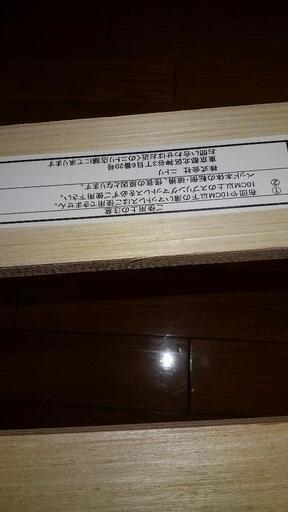 ご使用上の注意
① 布団や10CM以下の薄いマットレスはご使用できません。
② 10CM以上スプリングマットレスを必ずご使用下さい。
ベッド本体の転倒・破損、怪我の原因となります。
株式会社 ニトリ
東京都北区神谷3丁目6番20号
お問い合わせはお近くのニトリ店舗にて承ります